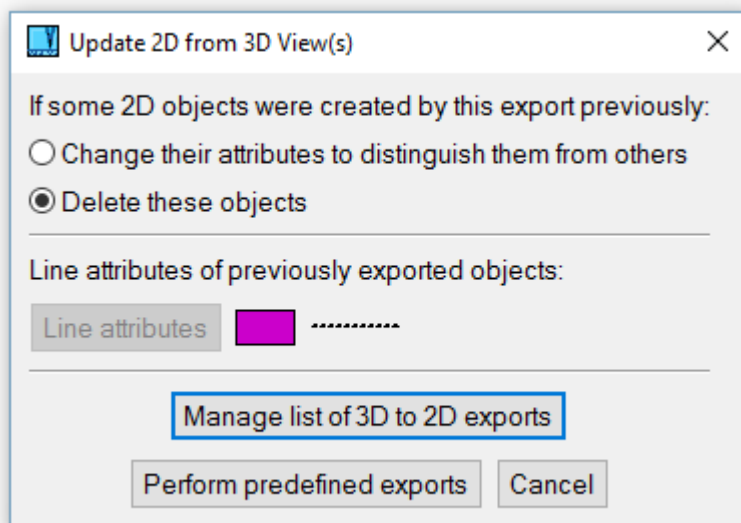 Update 2D from 3D View(s)
If some 2D objects were created by this export previously:
Change their attributes to distinguish them from others
Delete these objects
Line attributes of previously exported objects:
Line attributes
Manage list of 3D to 2D exports
Perform predefined exports Cancel